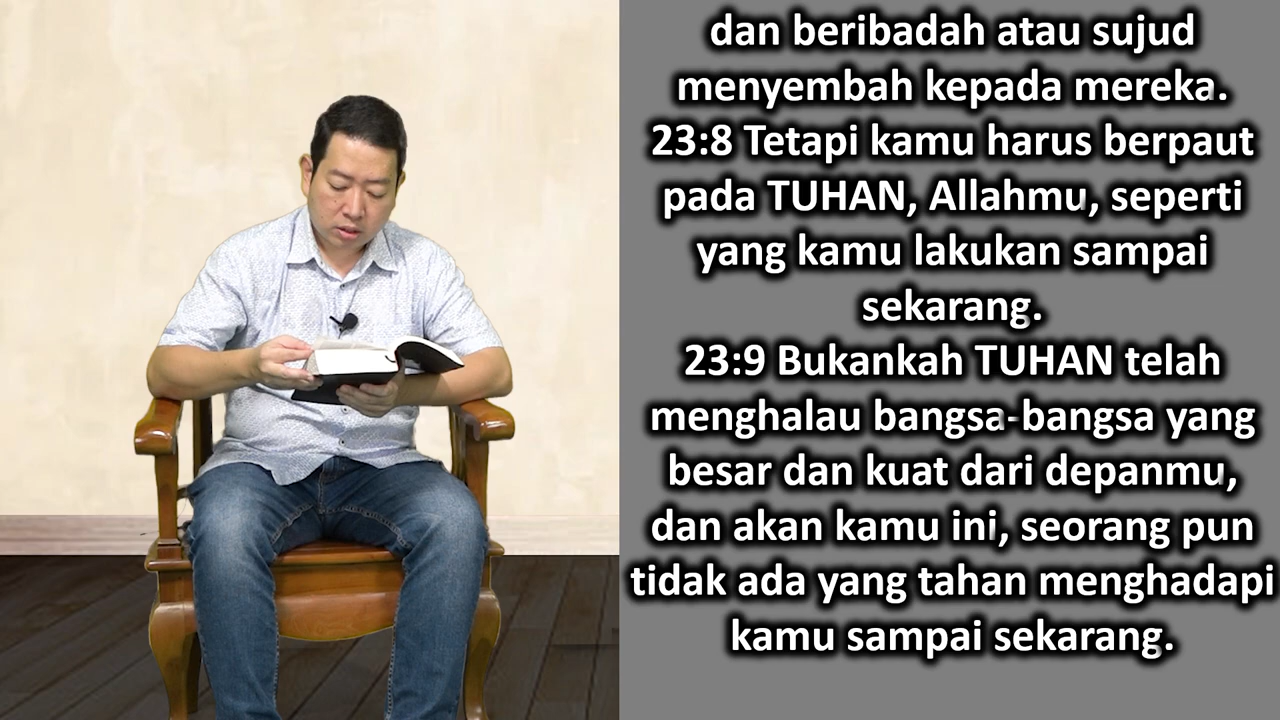 dan beribadah atau sujud
menyembah kepada mereka.
23:8 Tetapi kamu harus berpaut
pada TUHAN, Allahmu, seperti
yang kamu lakukan sampai
sekarang.
23:9 Bukankah TUHAN telah
menghalau bangsa-bangsa yang
besar dan kuat dari depanmu,
dan akan kamu ini, seorang pun
tidak ada yang tahan menghadapi
kamu sampai sekarang.